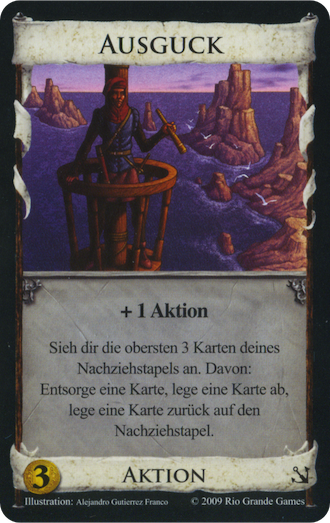 AUSGUCK
+ 1 Aktion
Sieh dir die obersten 3 Karten deines
Nachziehstapels an. Davon:
Entsorge eine Karte, lege eine Karte ab,
lege eine Karte zurück auf den
Nachziehstapel.
3
AKTION
Illustration: Alejandro Gutierrez Franco
© 2009 Rio Grande Games